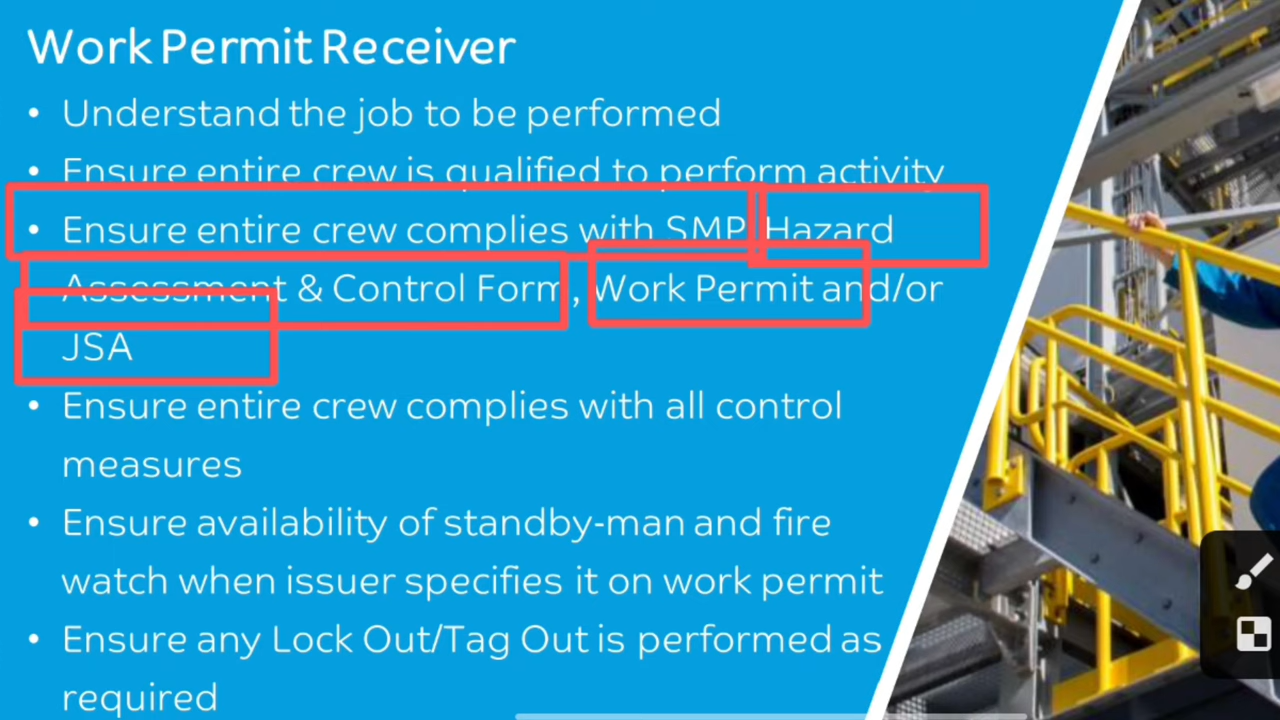 Work Permit Receiver
• Understand the job to be performed
• Ensure entire crew is qualified to perform activity
• Ensure entire crew complies with SMP, Hazard
Assessment & Control Form, Work Permit and/or
JSA
• Ensure entire crew complies with all control
measures
• Ensure availability of standby-man and fire
watch when issuer specifies it on work permit
• Ensure any Lock Out/Tag Out is performed as
required